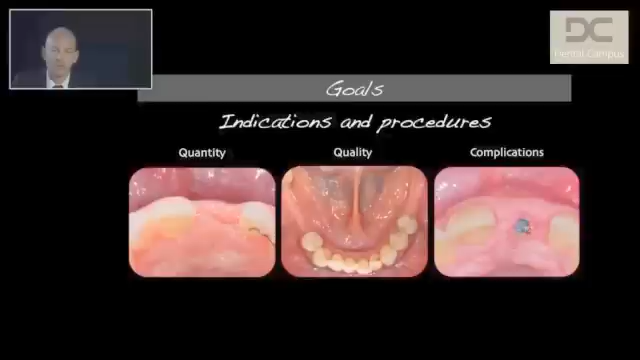 DC
Dental Campus
Goals
Indications and procedures
Quantity
Quality
Complications